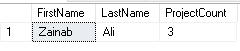 FirstName LastName ProjectCount
1 Zainab Ali 3